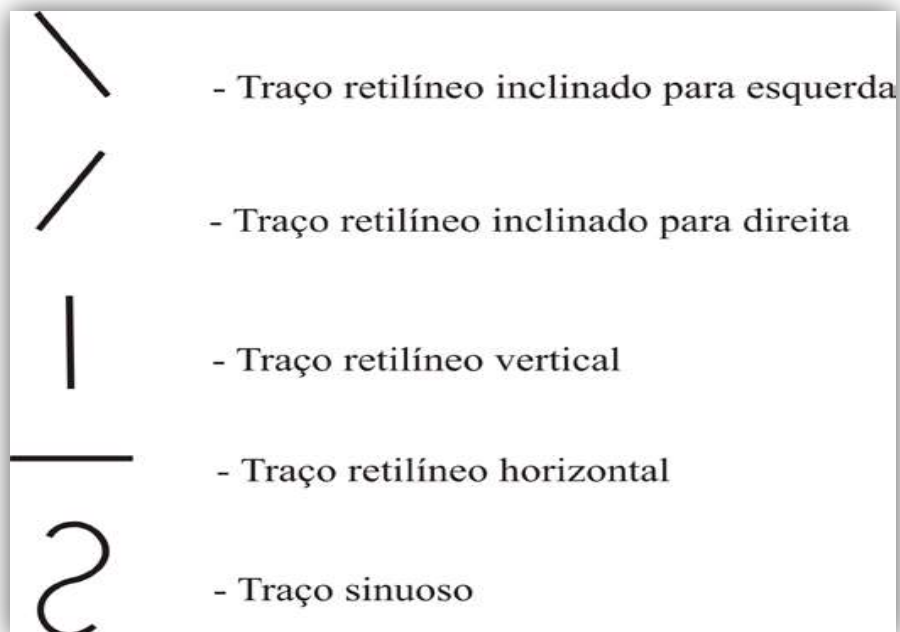 - Traço retilíneo inclinado para esquerda
- Traço retilíneo inclinado para direita
- Traço retilíneo vertical
- Traço retilíneo horizontal
- Traço sinuoso